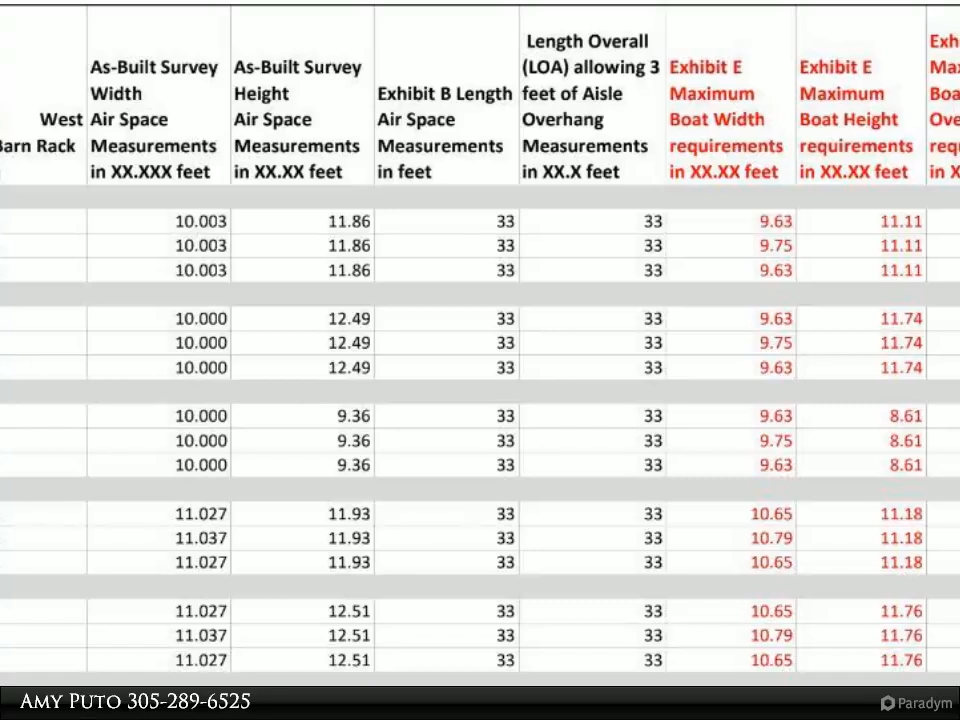 West
Barn Rack
As-Built Survey
Width
Air Space
Measurements
in XX.XXX feet
As-Built Survey
Height
Air Space
Measurements
in XX.XX feet
Exhibit B Length
Air Space
Measurements
in feet
Length Overall
(LOA) allowing 3
feet of Aisle
Overhang
Measurements
in XX.X feet
Exhibit E
Maximum
Boat Width
requirements
in XX.XX feet
Exhibit E
Maximum
Boat Height
requirements
in XX.XX feet
Exh
Max
Boa
Ove
req
in X
10.003 11.86 33 33 9.63 11.11
10.003 11.86 33 33 9.75 11.11
10.003 11.86 33 33 9.63 11.11
10.000 12.49 33 33 9.63 11.74
10.000 12.49 33 33 9.75 11.74
10.000 12.49 33 33 9.63 11.74
10.000 9.36 33 33 9.63 8.61
10.000 9.36 33 33 9.75 8.61
10.000 9.36 33 33 9.63 8.61
11.027 11.93 33 33 10.65 11.18
11.037 11.93 33 33 10.79 11.18
11.027 11.93 33 33 10.65 11.18
11.027 12.51 33 33 10.65 11.76
11.037 12.51 33 33 10.79 11.76
11.027 12.51 33 33 10.65 11.76
Amy Puto 305-289-6525
Paradym